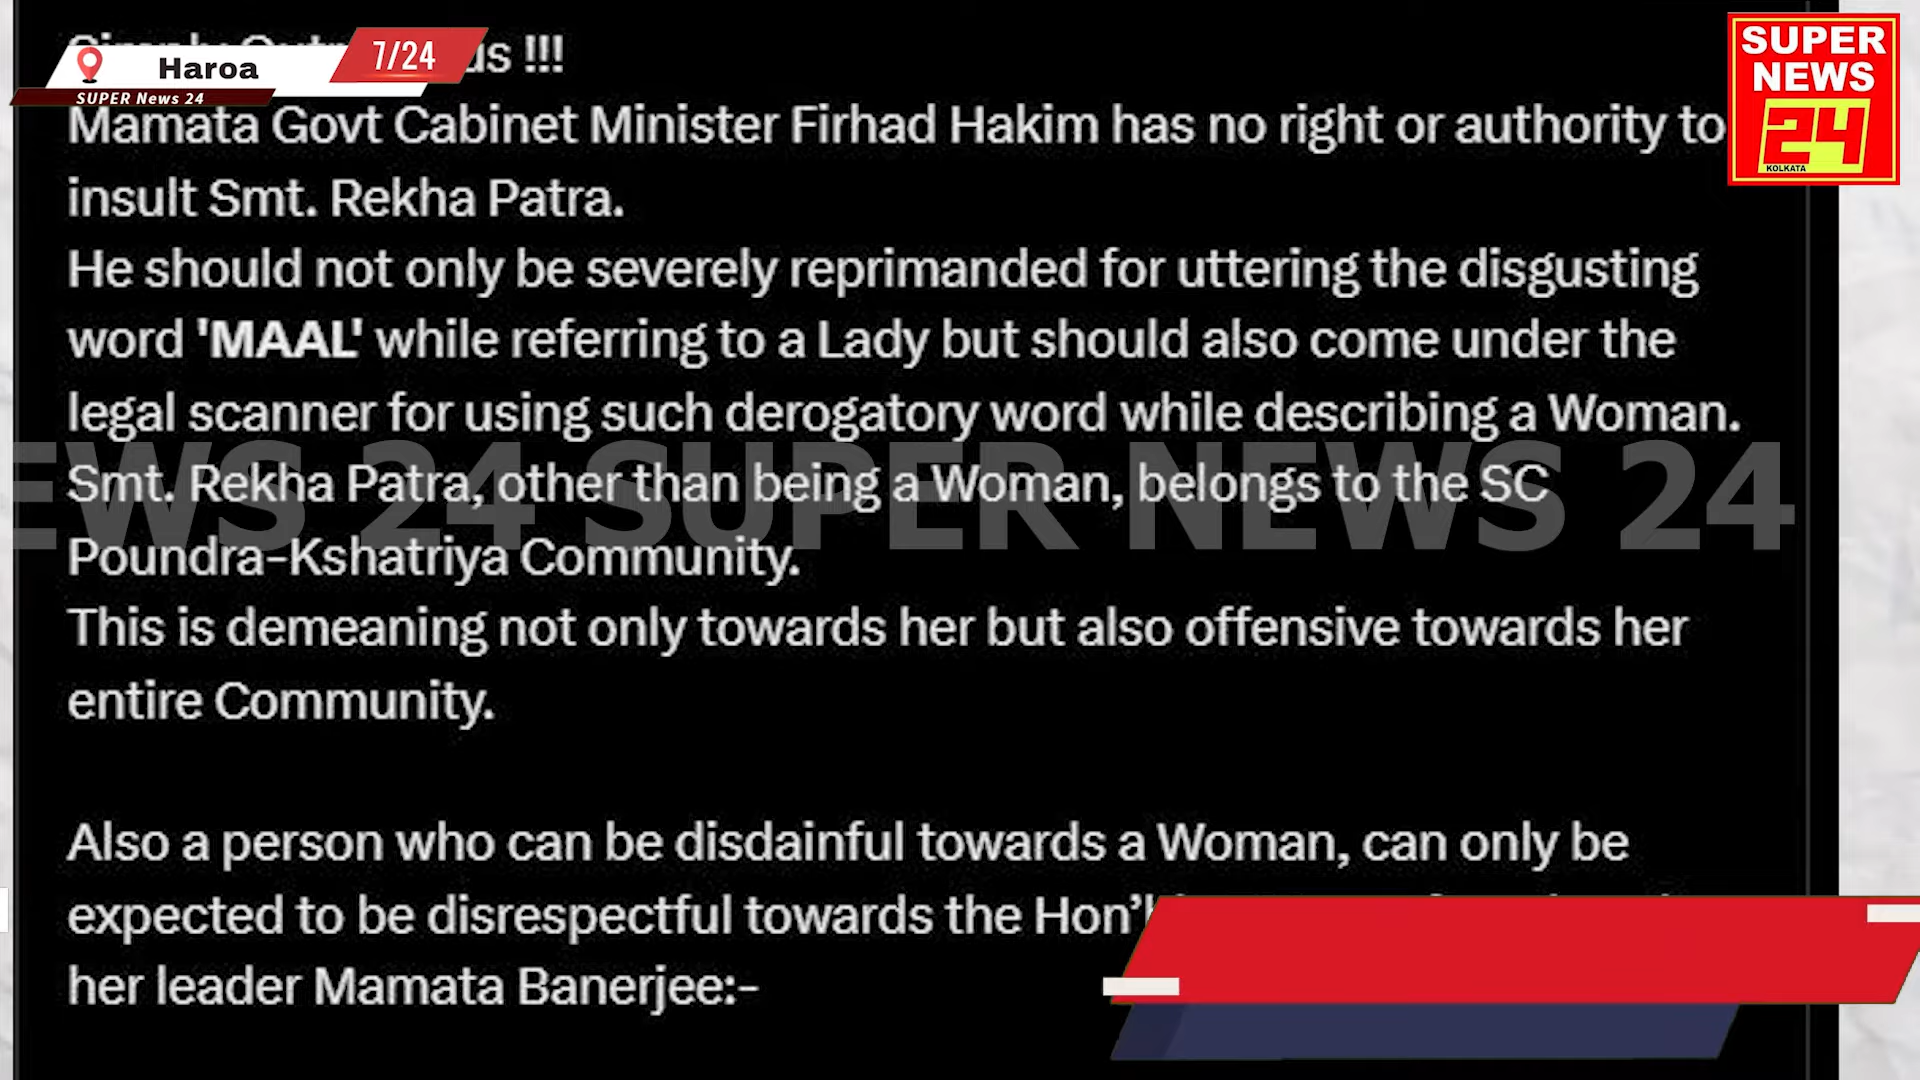 us !!!
Haroa
7/24
SUPER News 24
SUPER
NEWS
24
KOLKATA
Mamata Govt Cabinet Minister Firhad Hakim has no right or authority to
insult Smt. Rekha Patra.
He should not only be severely reprimanded for uttering the disgusting
word 'MAAL' while referring to a Lady but should also come under the
legal scanner for using such derogatory word while describing a Woman.
EWS 24 SUPER NEWS 24
Smt. Rekha Patra, other than being a Woman, belongs to the SC
Poundra-Kshatriya Community.
This is demeaning not only towards her but also offensive towards her
entire Community.
Also a person who can be disdainful towards a Woman, can only be
expected to be disrespectful towards the
her leader Mamata Banerjee:-